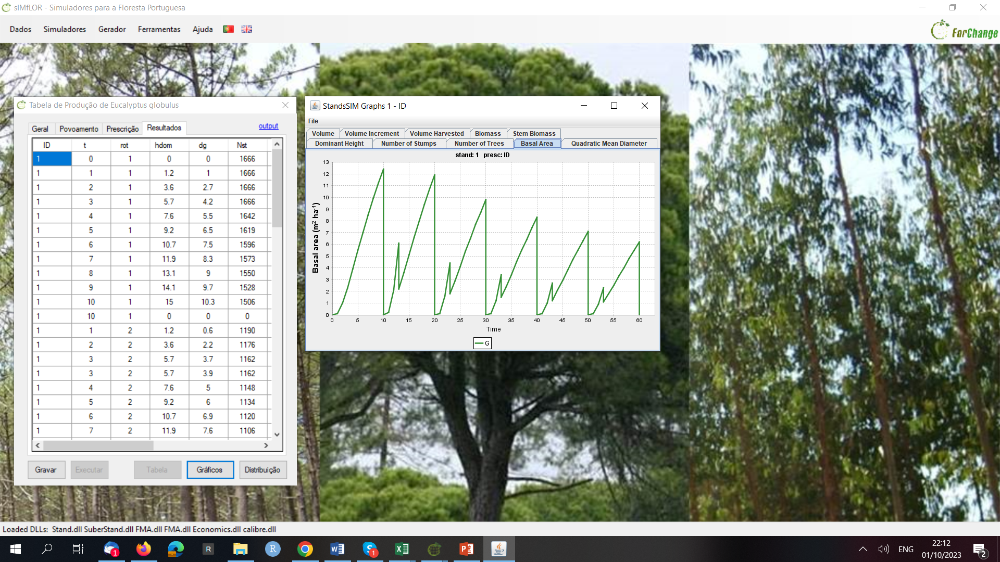 sIMfLOR - Simuladores para a Floresta Portuguesa
Dados Simuladores Gerador Ferramentas Ajuda
ForChange
Tabela de Produção de Eucalyptus globulus
Geral Povoamento Prescrição Resultados output
ID t rot hdom dg Nst
1 0 1 0 0 1666
1 1 1 1.2 1 1666
1 2 1 3.6 2.7 1666
1 3 1 5.7 4.2 1666
1 4 1 7.6 5.5 1642
1 5 1 9.2 6.5 1619
1 6 1 10.7 7.5 1596
1 7 1 11.9 8.3 1573
1 8 1 13.1 9 1550
1 9 1 14.1 9.7 1528
1 10 1 15 10.3 1506
1 10 1 0 0 0
1 1 2 1.2 0.6 1190
1 2 2 3.6 2.2 1176
1 3 2 5.7 3.7 1162
1 3 2 5.7 3.9 1162
1 4 2 7.6 5 1148
1 5 2 9.2 6 1134
1 6 2 10.7 6.9 1120
1 7 2 11.9 7.6 1106
Gravar Executar Tabela Gráficos Distribuição
StandsSIM Graphs 1 - ID
File
Volume Volume Increment Volume Harvested Biomass Stem Biomass
Dominant Height Number of Stumps Number of Trees Basal Area Quadratic Mean Diameter
stand: 1 presc: ID
13
12
11
10
9
8
7
6
5
4
3
2
1
0
Basal area (m² ha⁻¹)
0 5 10 15 20 25 30 35 40 45 50 55 60
Time
G
Loaded DLLs: Stand.dll SuberStand.dll FMA.dll FMA.dll Economics.dll calibre.dll
1
R
R
W
S
1
X
P
ENG
22:12
01/10/2023
2